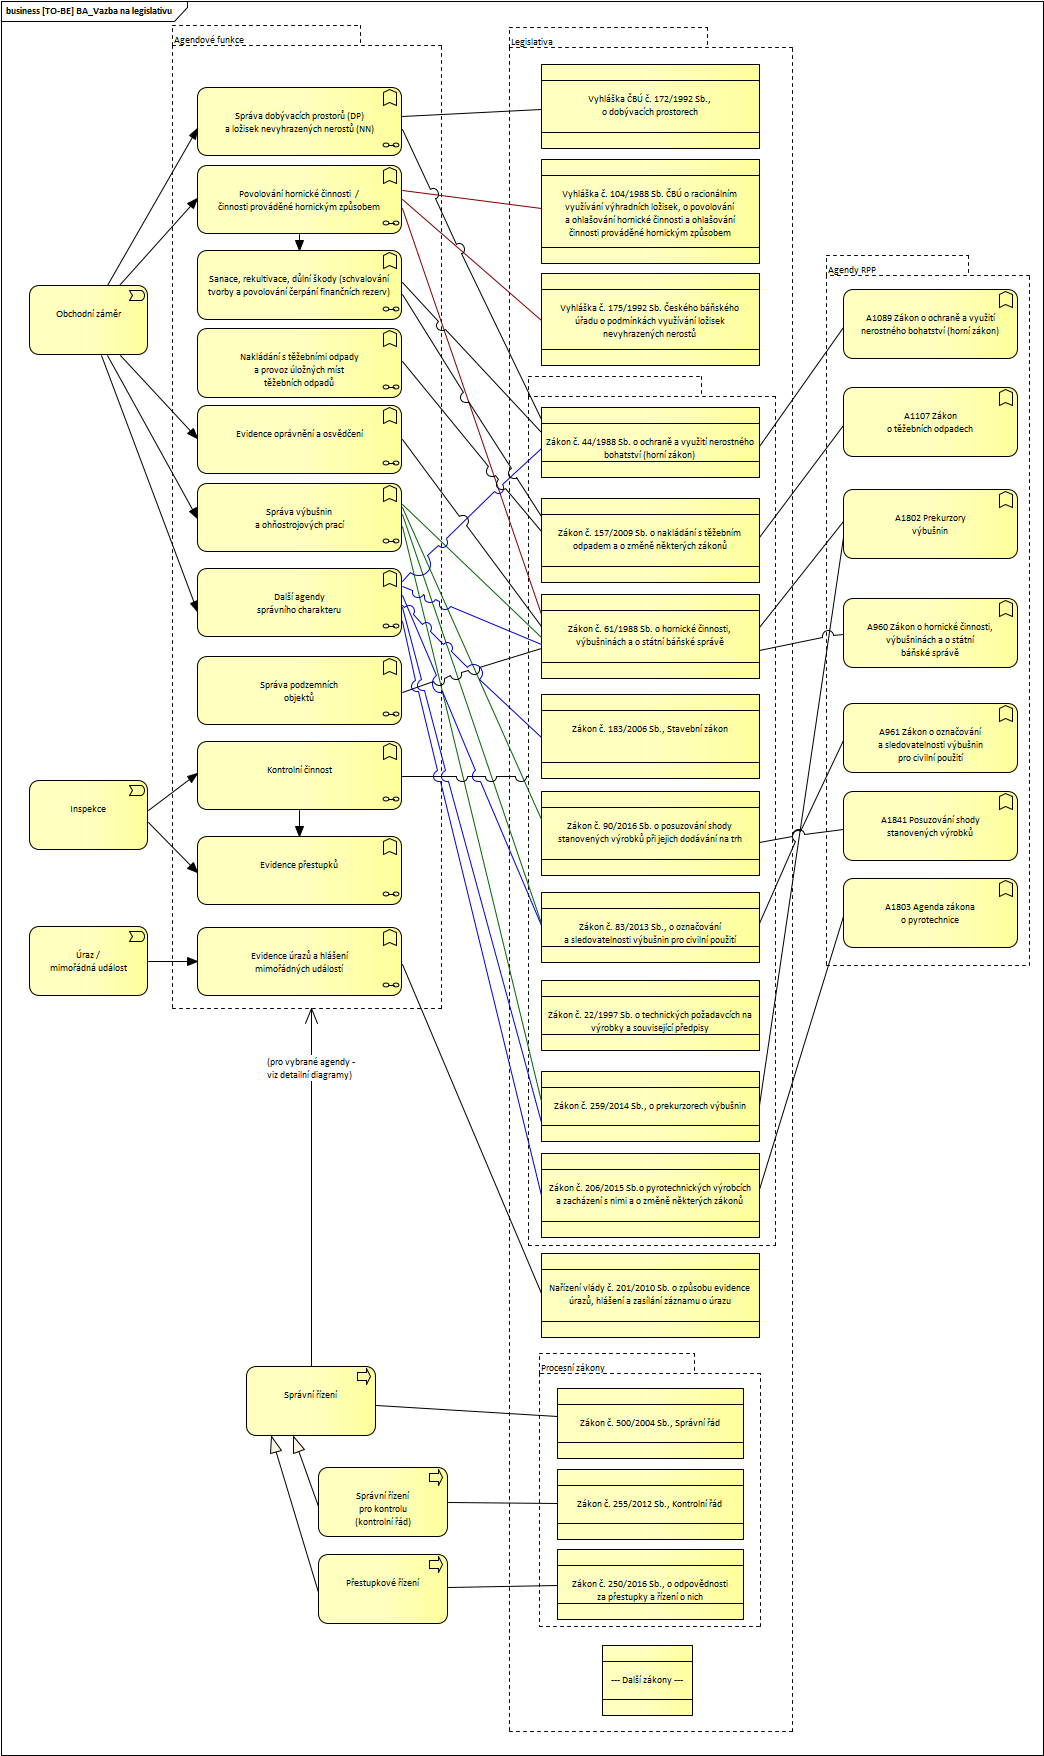 business [TO-BE] BA_Vazba na legislativu
Agendové funkce
Správa dobývacích prostorů (DP)
a ložisek nevyhrazených nerostů (NN)
Povolování hornické činnosti /
činnosti prováděné hornickým způsobem
Sanace, rekultivace, důlní škody (schvalování
tvorby a povolování čerpání finančních rezerv)
Nakládání s těžebními odpady
a provoz úložných míst
těžebních odpadů
Evidence oprávnění a osvědčení
Správa výbušnin
a ohňostrojových prací
Další agendy
správního charakteru
Správa podzemních
objektů
Kontrolní činnost
Evidence přestupků
Evidence úrazů a hlášení
mimořádných událostí
Obchodní záměr
Inspekce
Úraz /
mimořádná událost
(pro vybrané agendy -
viz detailní diagramy)
Správní řízení
Správní řízení
pro kontrolu
(kontrolní řád)
Přestupkové řízení
Legislativa
Vyhláška ČBÚ č. 172/1992 Sb.,
o dobývacích prostorech
Vyhláška č. 104/1988 Sb. ČBÚ o racionálním
využívání výhradních ložisek, o povolování
a ohlašování hornické činnosti a ohlašování
činnosti prováděné hornickým způsobem
Vyhláška č. 175/1992 Sb. Českého báňského
úřadu o podmínkách využívání ložisek
nevyhrazených nerostů
Zákon č. 44/1988 Sb. o ochraně a využití nerostného
bohatství (horní zákon)
Zákon č. 157/2009 Sb. o nakládání s těžebním
odpadem a o změně některých zákonů
Zákon č. 61/1988 Sb. o hornické činnosti,
výbušninách a o státní báňské správě
Zákon č. 183/2006 Sb., Stavební zákon
Zákon č. 90/2016 Sb. o posuzování shody
stanovených výrobků při jejich dodávání na trh
Zákon č. 83/2013 Sb., o označování
a sledovatelnosti výbušnin pro civilní použití
Zákon č. 22/1997 Sb. o technických požadavcích na
výrobky a související předpisy
Zákon č. 259/2014 Sb., o prekurzorech výbušnin
Zákon č. 206/2015 Sb.o pyrotechnických výrobcích
a zacházení s nimi a o změně některých zákonů
Nařízení vlády č. 201/2010 Sb. o způsobu evidence
úrazů, hlášení a zasílání záznamu o úrazu
Procesní zákony
Zákon č. 500/2004 Sb., Správní řád
Zákon č. 255/2012 Sb., Kontrolní řád
Zákon č. 250/2016 Sb., o odpovědnosti
za přestupky a řízení o nich
--- Další zákony ---
Agendy RPP
A1089 Zákon o ochraně a využití
nerostného bohatství (horní zákon)
A1107 Zákon
o těžebních odpadech
A1802 Prekurzory
výbušnin
A960 Zákon o hornické činnosti,
výbušninách a o státní
báňské správě
A961 Zákon o označování
a sledovatelnosti výbušnin
pro civilní použití
A1841 Posuzování shody
stanovených výrobků
A1803 Agenda zákona
o pyrotechnice